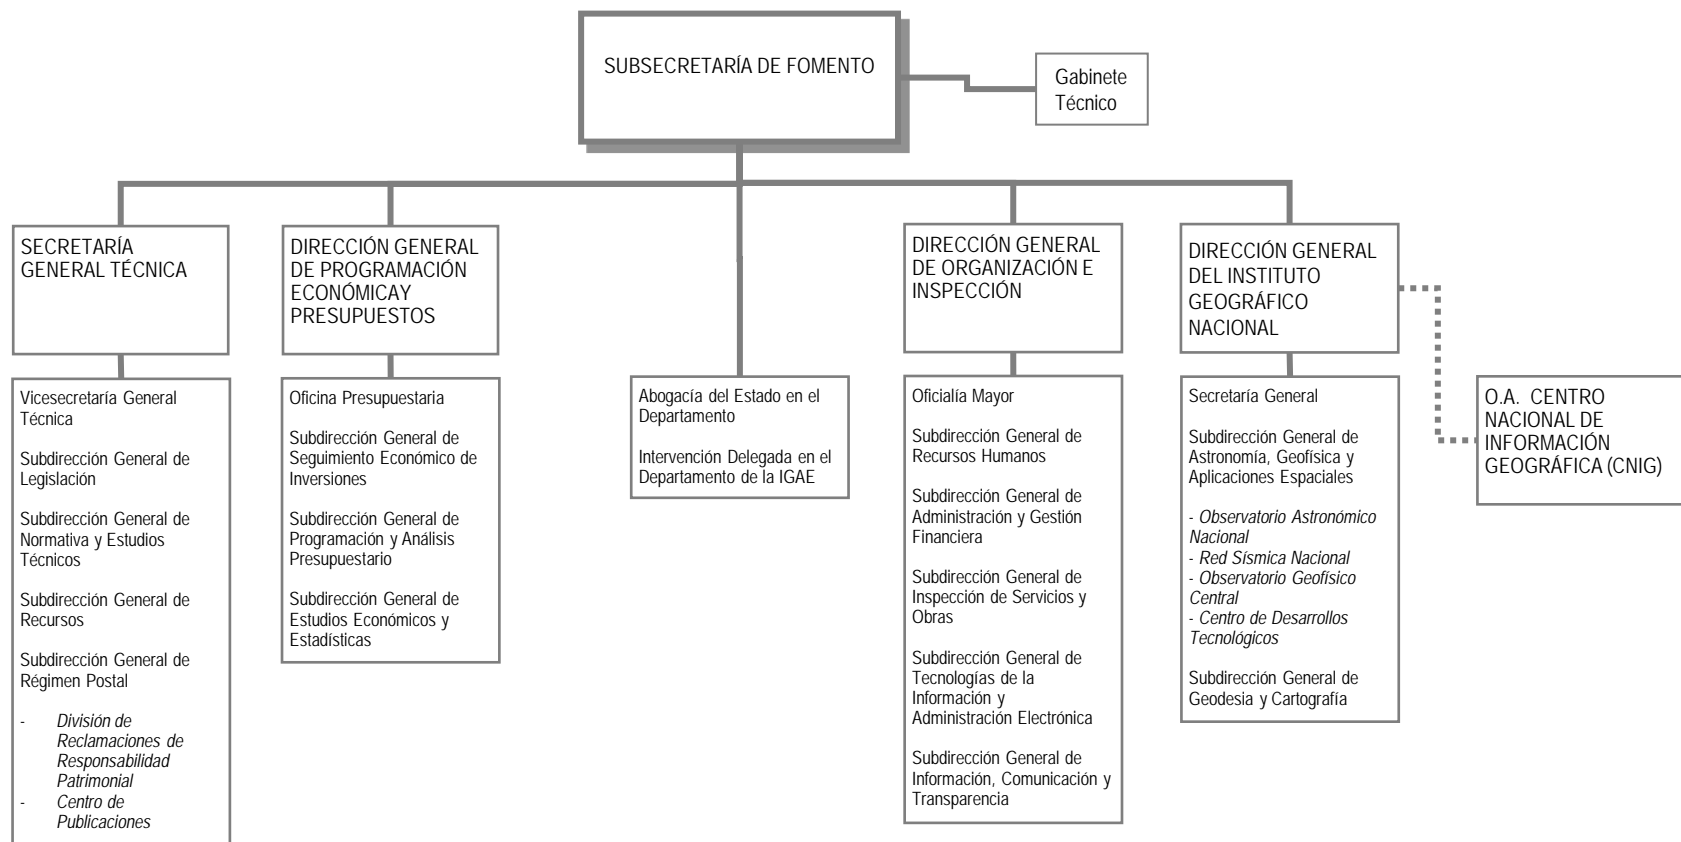 SUBSECRETARÍA DE FOMENTO
Gabinete
Técnico
SECRETARÍA
GENERAL TÉCNICA
DIRECCIÓN GENERAL
DE PROGRAMACIÓN
ECONÓMICAY
PRESUPUESTOS
DIRECCIÓN GENERAL
DE ORGANIZACIÓN E
INSPECCIÓN
DIRECCIÓN GENERAL
DEL INSTITUTO
GEOGRÁFICO
NACIONAL
Vicesecretaría General
Técnica
Subdirección General de
Legislación
Subdirección General de
Normativa y Estudios
Técnicos
Subdirección General de
Recursos
Subdirección General de
Régimen Postal
- División de
Reclamaciones de
Responsabilidad
Patrimonial
- Centro de
Publicaciones
Oficina Presupuestaria
Subdirección General de
Seguimiento Económico de
Inversiones
Subdirección General de
Programación y Análisis
Presupuestario
Subdirección General de
Estudios Económicos y
Estadísticas
Abogacía del Estado en el
Departamento
Intervención Delegada en el
Departamento de la IGAE
Oficialía Mayor
Subdirección General de
Recursos Humanos
Subdirección General de
Administración y Gestión
Financiera
Subdirección General de
Inspección de Servicios y
Obras
Subdirección General de
Tecnologías de la
Información y
Administración Electrónica
Subdirección General de
Información, Comunicación y
Transparencia
Secretaría General
Subdirección General de
Astronomía, Geofísica y
Aplicaciones Espaciales
- Observatorio Astronómico
Nacional
- Red Sísmica Nacional
- Observatorio Geofísico
Central
- Centro de Desarrollos
Tecnológicos
Subdirección General de
Geodesia y Cartografía
O.A. CENTRO
NACIONAL DE
INFORMACIÓN
GEOGRÁFICA (CNIG)